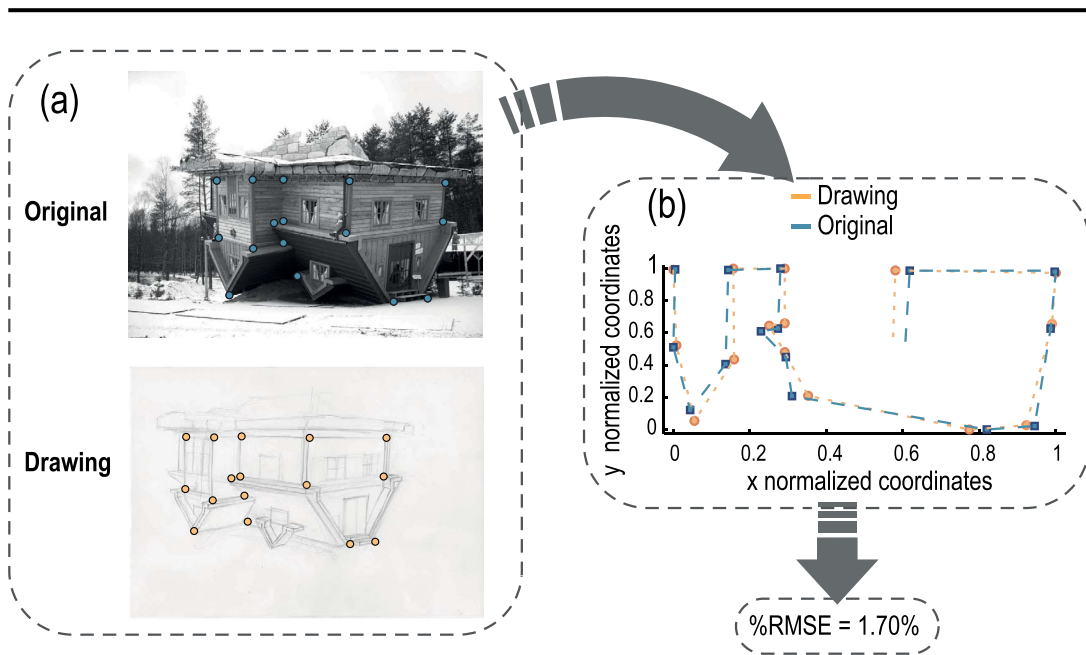 (a)
Original
Drawing
(b)
Drawing
Original
y normalized coordinates
1
0.8
0.6
0.4
0.2
0
0
0.2
0.4
0.6
0.8
1
x normalized coordinates
%RMSE = 1.70%